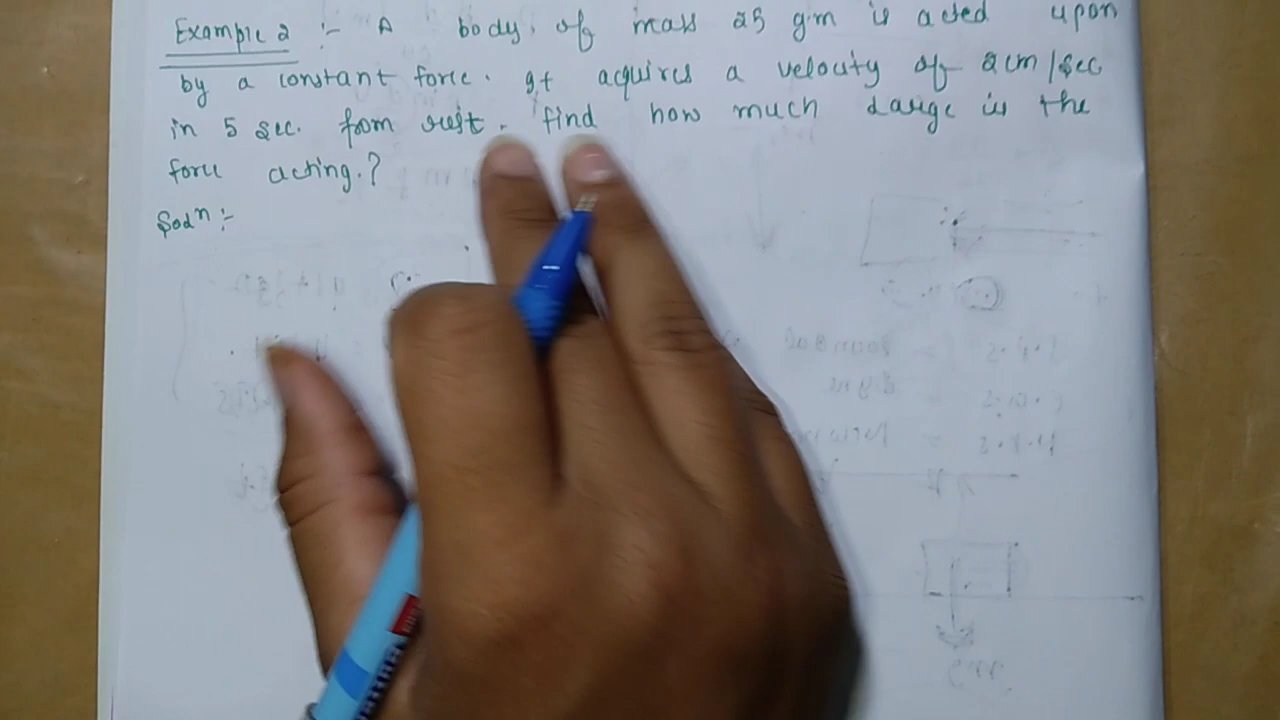 Example 2 :- A body of mass 25 gm is acted upon
by a constant force. It acquires a velocity of 2cm/sec
in 5 sec. from rest. find how much large is the
force acting.?
Solⁿ :-